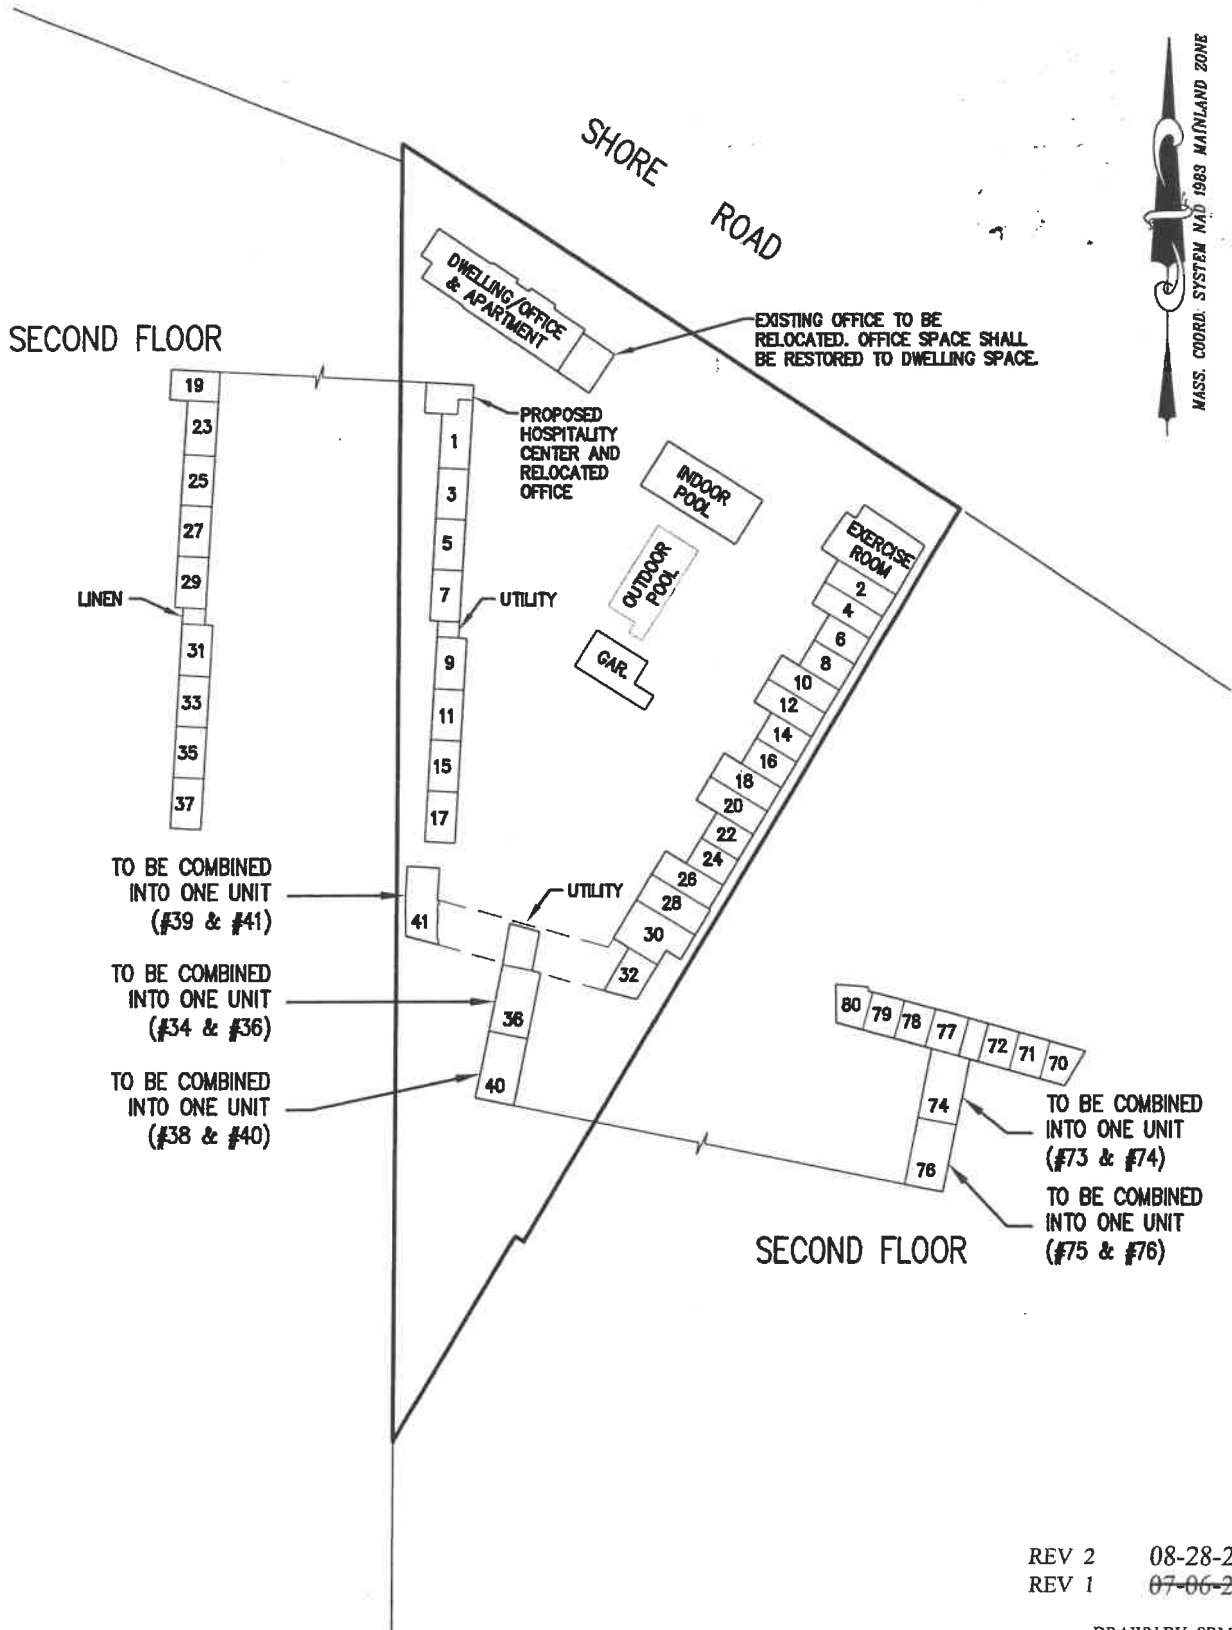 MASS. COORD. SYSTEM NAD 1983 MAINLAND ZONE
SHORE
ROAD
DWELLING/OFFICE
& APARTMENT
SECOND FLOOR
EXISTING OFFICE TO BE
RELOCATED. OFFICE SPACE SHALL
BE RESTORED TO DWELLING SPACE.
19
23
25
27
29
LINEN
31
33
35
37
PROPOSED
HOSPITALITY
CENTER AND
RELOCATED
OFFICE
1
3
5
7
UTILITY
9
11
15
17
INDOOR
POOL
OUTDOOR
POOL
GAR.
EXERCISE
ROOM
2
4
6
8
10
12
14
16
18
20
22
24
26
28
30
32
TO BE COMBINED
INTO ONE UNIT
(#39 & #41)
41
UTILITY
TO BE COMBINED
INTO ONE UNIT
(#34 & #36)
36
TO BE COMBINED
INTO ONE UNIT
(#38 & #40)
40
80
79
78
77
72
71
70
74
76
TO BE COMBINED
INTO ONE UNIT
(#73 & #74)
TO BE COMBINED
INTO ONE UNIT
(#75 & #76)
SECOND FLOOR
REV 2 08-28-2
REV 1 07-06-2